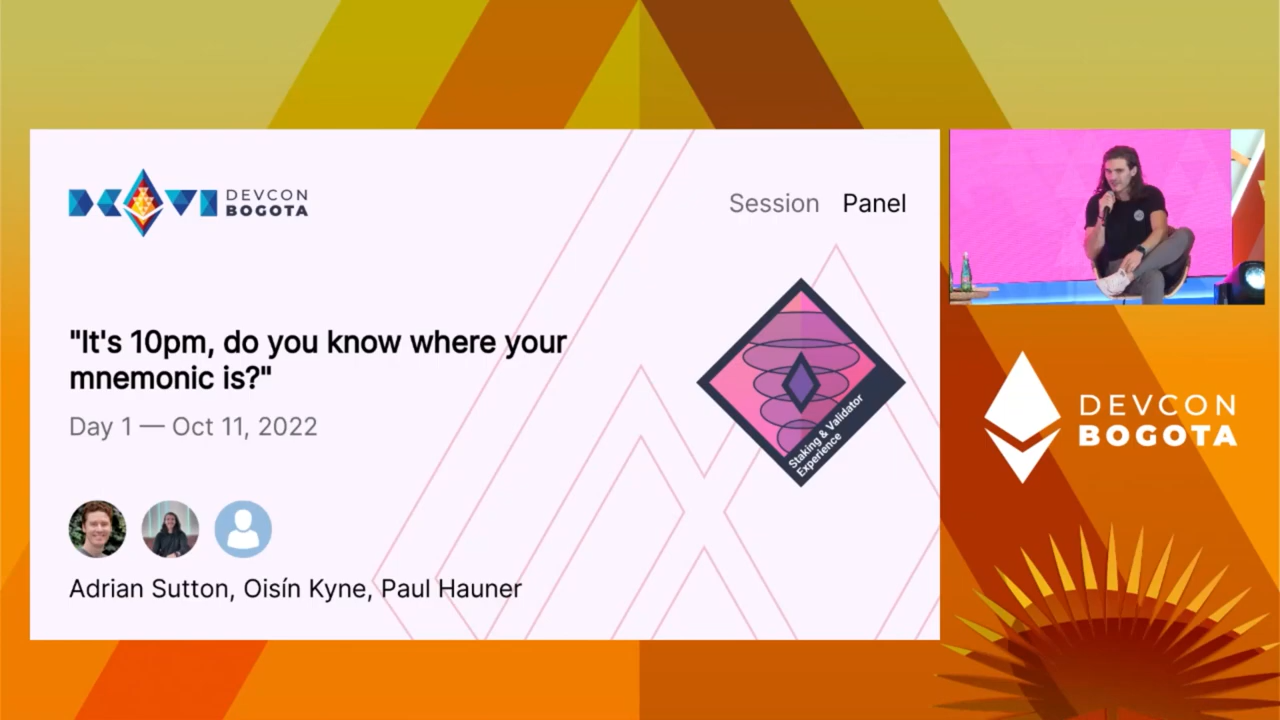 DEVCON
BOGOTA
Session Panel
"It's 10pm, do you know where your
mnemonic is?"
Day 1 — Oct 11, 2022
Staking & Validator
Experience
Adrian Sutton, Oisín Kyne, Paul Hauner
DEVCON
BOGOTA